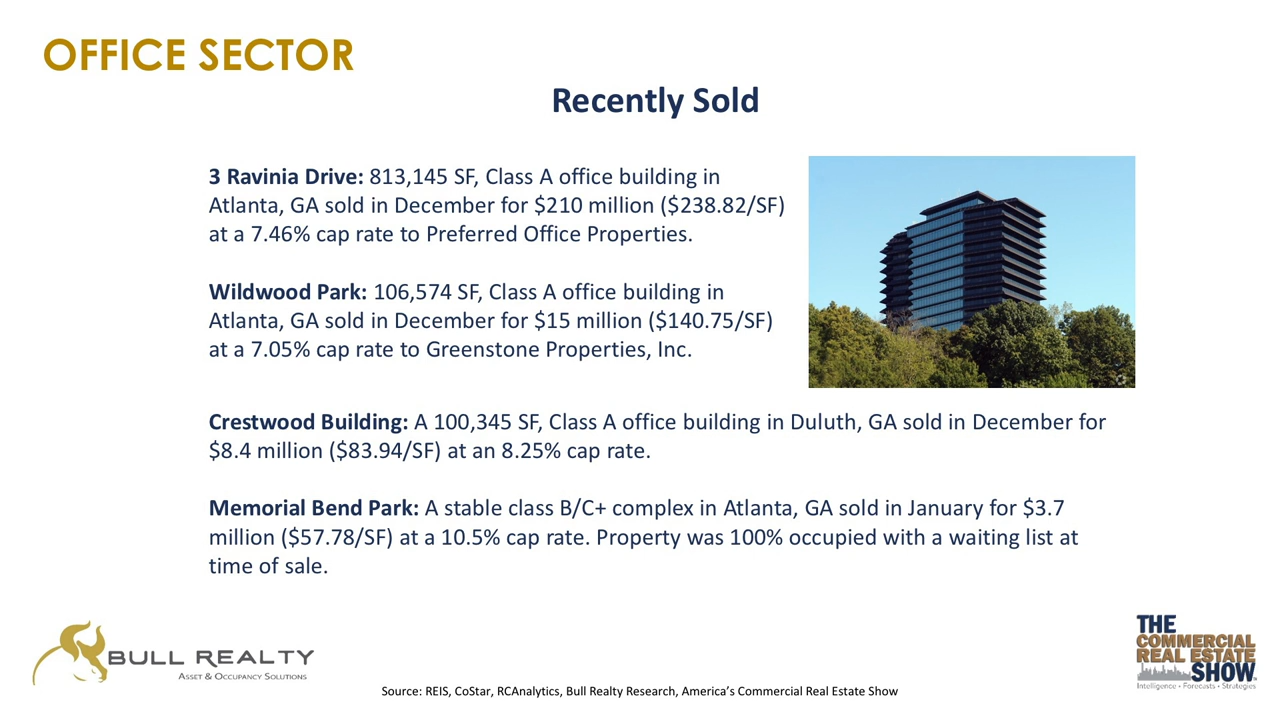 OFFICE SECTOR
Recently Sold
3 Ravinia Drive: 813,145 SF, Class A office building in
Atlanta, GA sold in December for $210 million ($238.82/SF)
at a 7.46% cap rate to Preferred Office Properties.
Wildwood Park: 106,574 SF, Class A office building in
Atlanta, GA sold in December for $15 million ($140.75/SF)
at a 7.05% cap rate to Greenstone Properties, Inc.
Crestwood Building: A 100,345 SF, Class A office building in Duluth, GA sold in December for
$8.4 million ($83.94/SF) at an 8.25% cap rate.
Memorial Bend Park: A stable class B/C+ complex in Atlanta, GA sold in January for $3.7
million ($57.78/SF) at a 10.5% cap rate. Property was 100% occupied with a waiting list at
time of sale.
BULL REALTY
ASSET & OCCUPANCY SOLUTIONS
THE
COMMERCIAL
REAL ESTATE
SHOW
Intelligence • Forecasts • Strategies
Source: REIS, CoStar, RCAnalytics, Bull Realty Research, America’s Commercial Real Estate Show